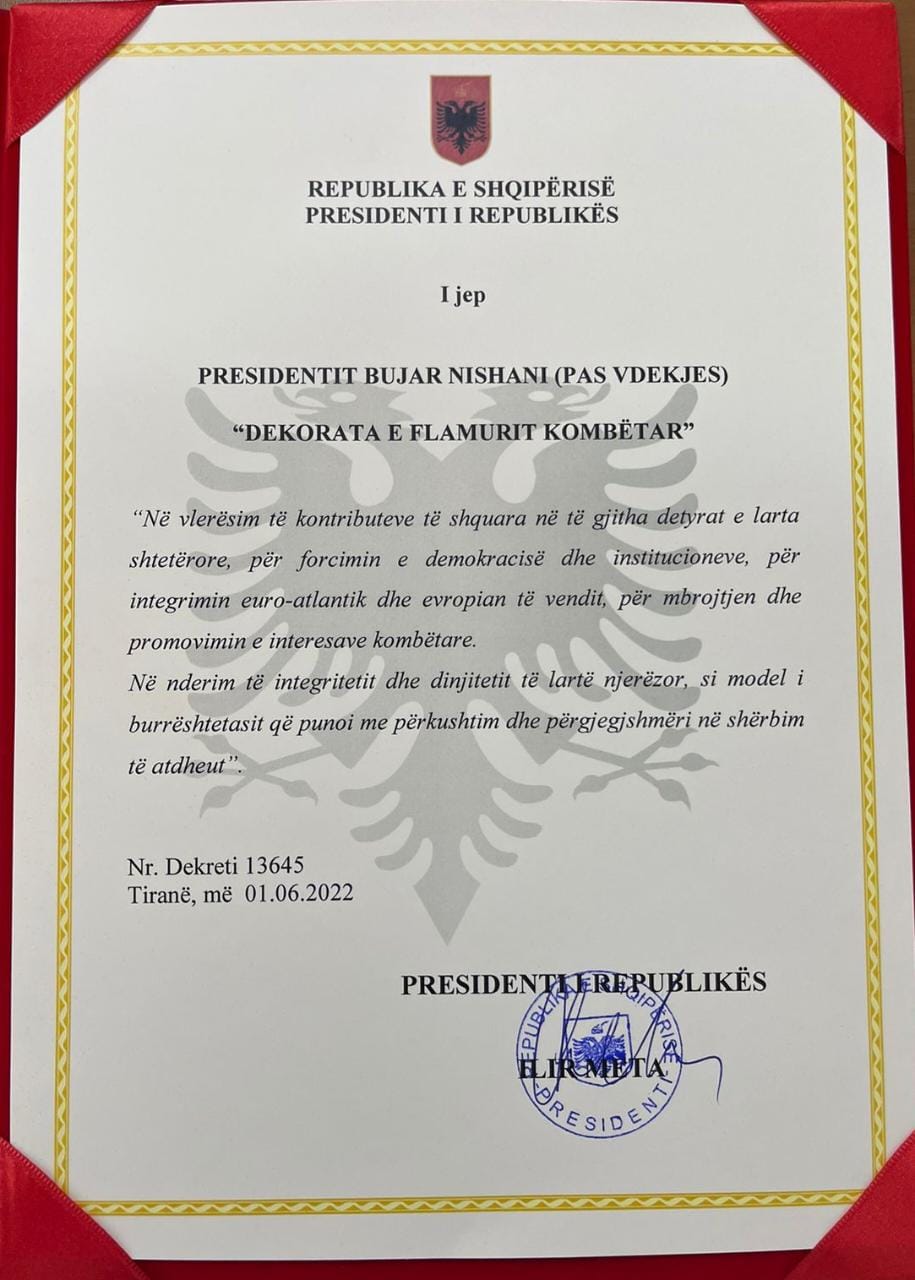 REPUBLIKA E SHQIPËRISË
PRESIDENTI I REPUBLIKËS
I jep
PRESIDENTIT BUJAR NISHANI (PAS VDEKJES)
“DEKORATA E FLAMURIT KOMBËTAR”
“Në vlerësim të kontributeve të shquara në të gjitha detyrat e larta
shtetërore, për forcimin e demokracisë dhe institucioneve, për
integrimin euro-atlantik dhe evropian të vendit, për mbrojtjen dhe
promovimin e interesave kombëtare.
Në nderim të integritetit dhe dinjitetit të lartë njerëzor, si model i
burrështetasit që punoi me përkushtim dhe përgjegjshmëri në shërbim
të atdheut”.
Nr. Dekreti 13645
Tiranë, më 01.06.2022
PRESIDENTI I REPUBLIKËS
ILIR META
REPUBLIKA E SHQIPËRISË
- PRESIDENTI -